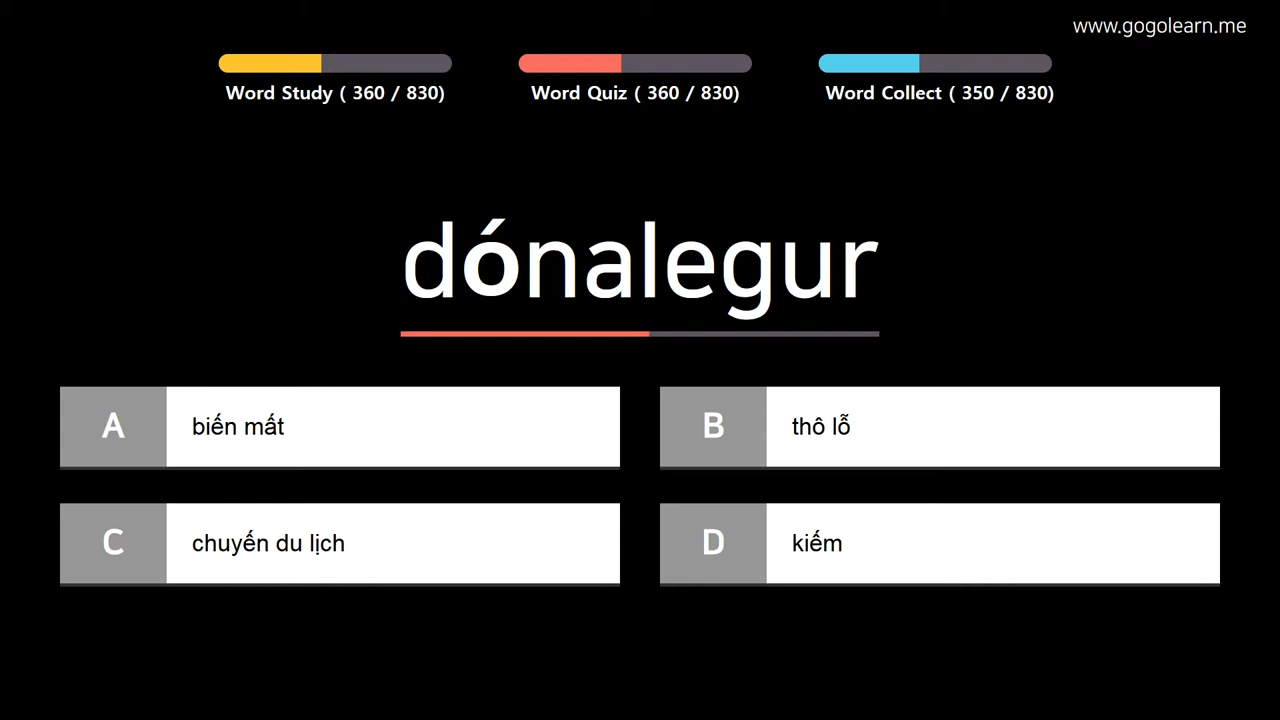 www.gogolearn.me
Word Study ( 360 / 830)
Word Quiz ( 360 / 830)
Word Collect ( 350 / 830)
dónalegur
A biến mất
B thô lỗ
C chuyến du lịch
D kiếm